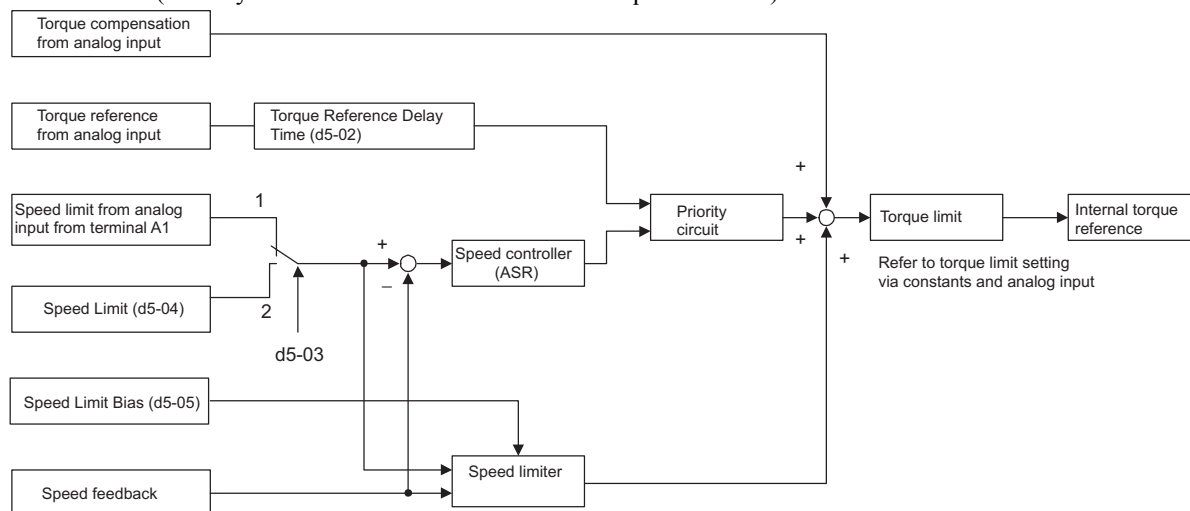 Torque compensation
from analog input
Torque reference
from analog input
Torque Reference Delay
Time (d5-02)
Speed limit from analog
input from terminal A1
1
Speed Limit (d5-04)
2
d5-03
+
−
Speed controller
(ASR)
Priority
circuit
+
+
+
Torque limit
Internal torque
reference
Refer to torque limit setting
via constants and analog input
Speed Limit Bias (d5-05)
Speed feedback
Speed limiter